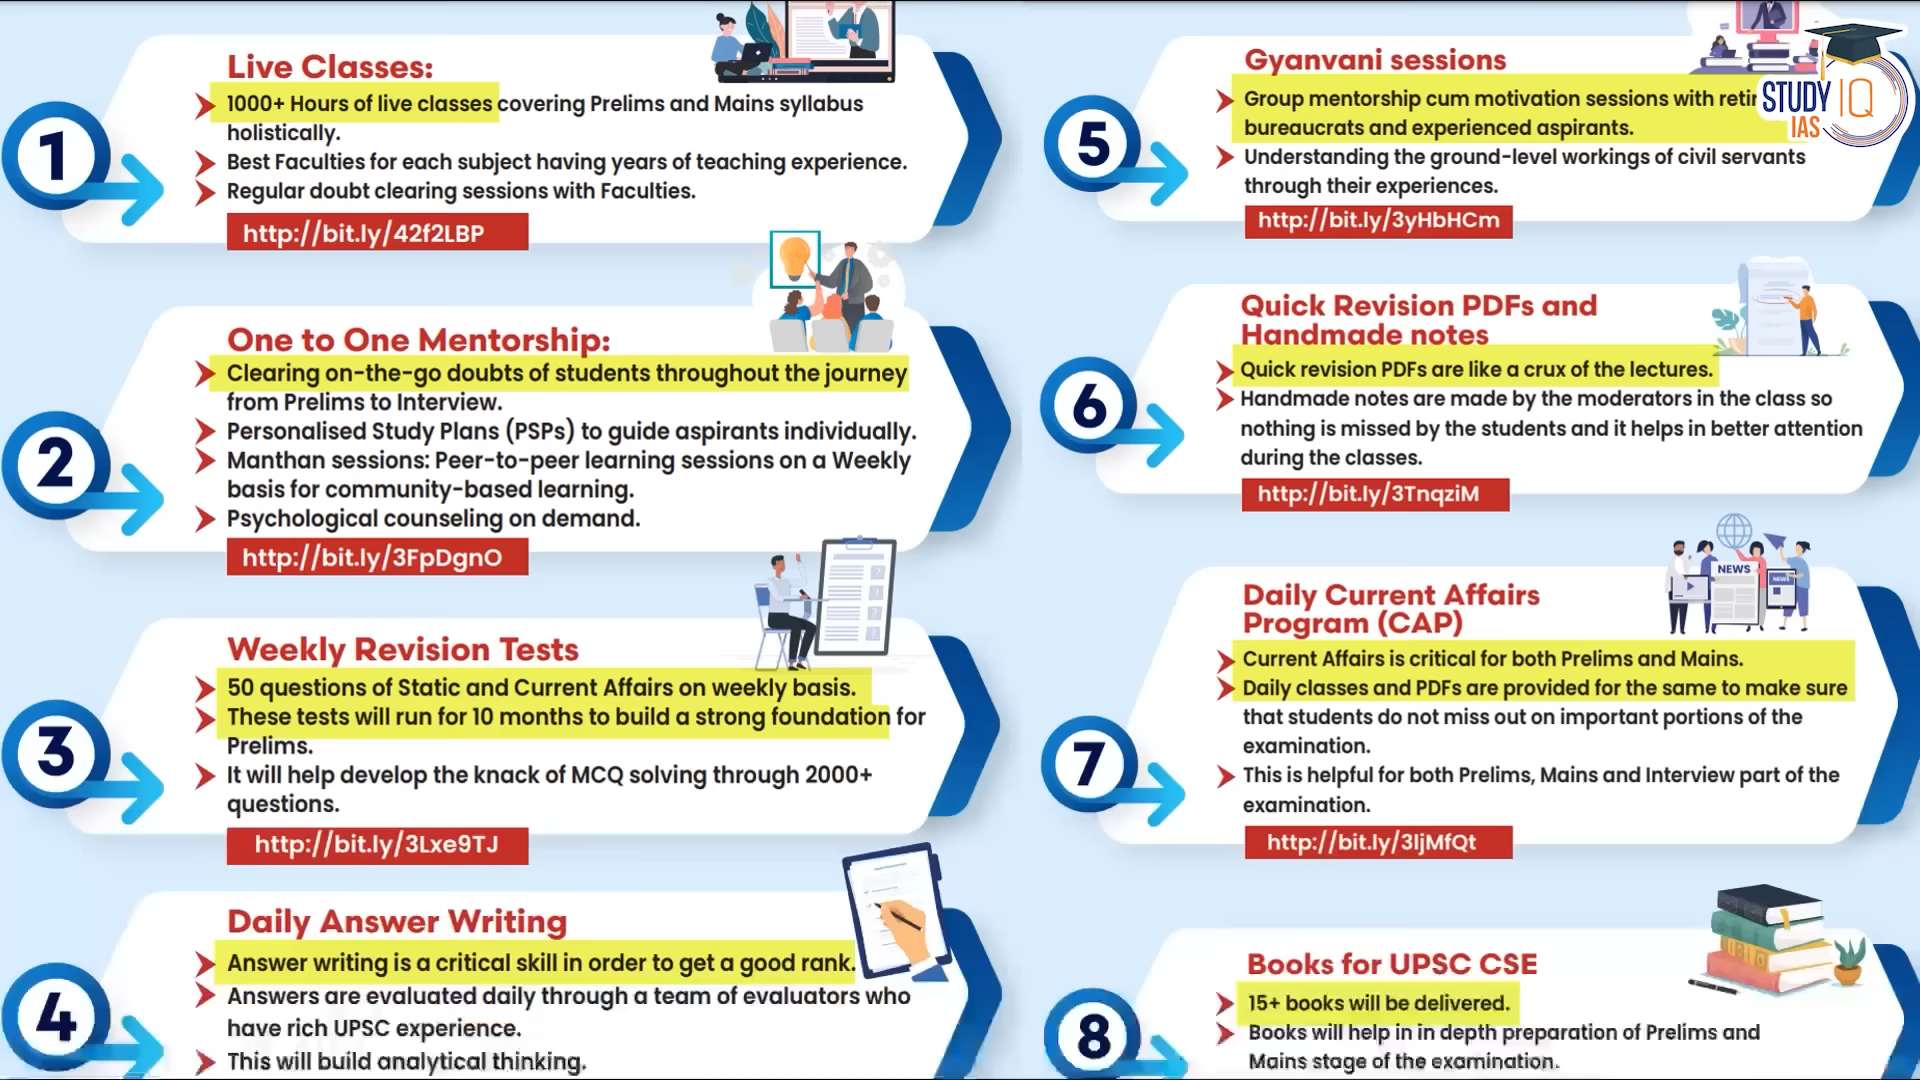 1
Live Classes:
1000+ Hours of live classes covering Prelims and Mains syllabus
holistically.
Best Faculties for each subject having years of teaching experience.
Regular doubt clearing sessions with Faculties.
http://bit.ly/42f2LBP
2
One to One Mentorship:
Clearing on-the-go doubts of students throughout the journey
from Prelims to Interview.
Personalised Study Plans (PSPs) to guide aspirants individually.
Manthan sessions: Peer-to-peer learning sessions on a Weekly
basis for community-based learning.
Psychological counseling on demand.
http://bit.ly/3FpDgnO
3
Weekly Revision Tests
50 questions of Static and Current Affairs on weekly basis.
These tests will run for 10 months to build a strong foundation for
Prelims.
It will help develop the knack of MCQ solving through 2000+
questions.
http://bit.ly/3Lxe9TJ
4
Daily Answer Writing
Answer writing is a critical skill in order to get a good rank.
Answers are evaluated daily through a team of evaluators who
have rich UPSC experience.
This will build analytical thinking.
5
Gyanvani sessions
Group mentorship cum motivation sessions with
bureaucrats and experienced aspirants.
Understanding the ground-level workings of civil servants
through their experiences.
http://bit.ly/3yHbHCm
STUDY IQ
IAS
6
Quick Revision PDFs and
Handmade notes
Quick revision PDFs are like a crux of the lectures.
Handmade notes are made by the moderators in the class so
nothing is missed by the students and it helps in better attention
during the classes.
http://bit.ly/3TnqziM
7
NEWS
NEWS
Daily Current Affairs
Program (CAP)
Current Affairs is critical for both Prelims and Mains.
Daily classes and PDFs are provided for the same to make sure
that students do not miss out on important portions of the
examination.
This is helpful for both Prelims, Mains and Interview part of the
examination.
http://bit.ly/3ljMfQt
8
Books for UPSC CSE
15+ books will be delivered.
Books will help in in depth preparation of Prelims and
Mains stage of the examination.